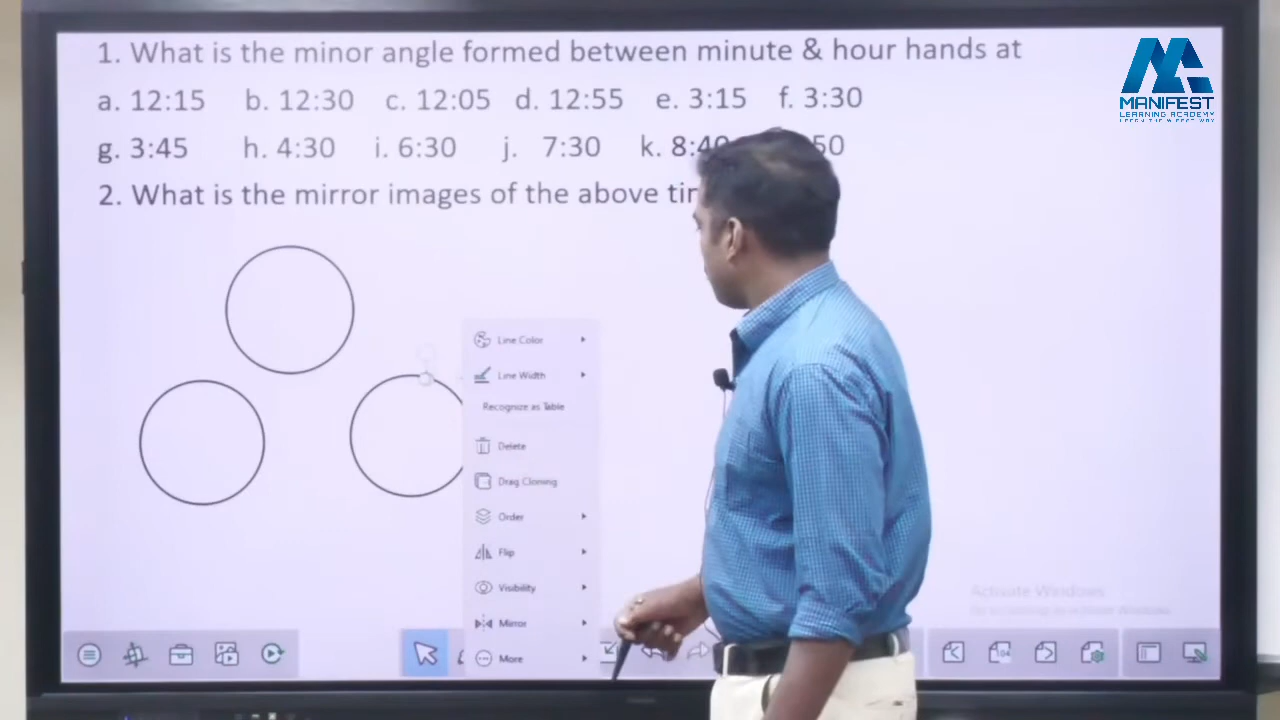 1. What is the minor angle formed between minute & hour hands at
a. 12:15 b. 12:30 c. 12:05 d. 12:55 e. 3:15 f. 3:30
g. 3:45 h. 4:30 i. 6:30 j. 7:30 k. 8:40 50
2. What is the mirror images of the above
MANIFEST
LEARNING ACADEMY
Line Color
Line Width
Recognize as Table
Delete
Drag Cloning
Order
Flip
Visibility
Mirror
More
Activate Windows